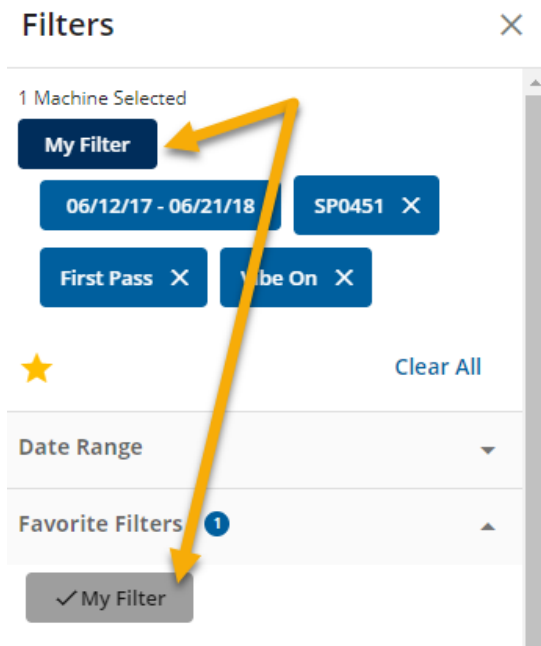 Filters
1 Machine Selected
My Filter
06/12/17 - 06/21/18 SP0451
First Pass Vibe On
Clear All
Date Range
Favorite Filters 1
My Filter